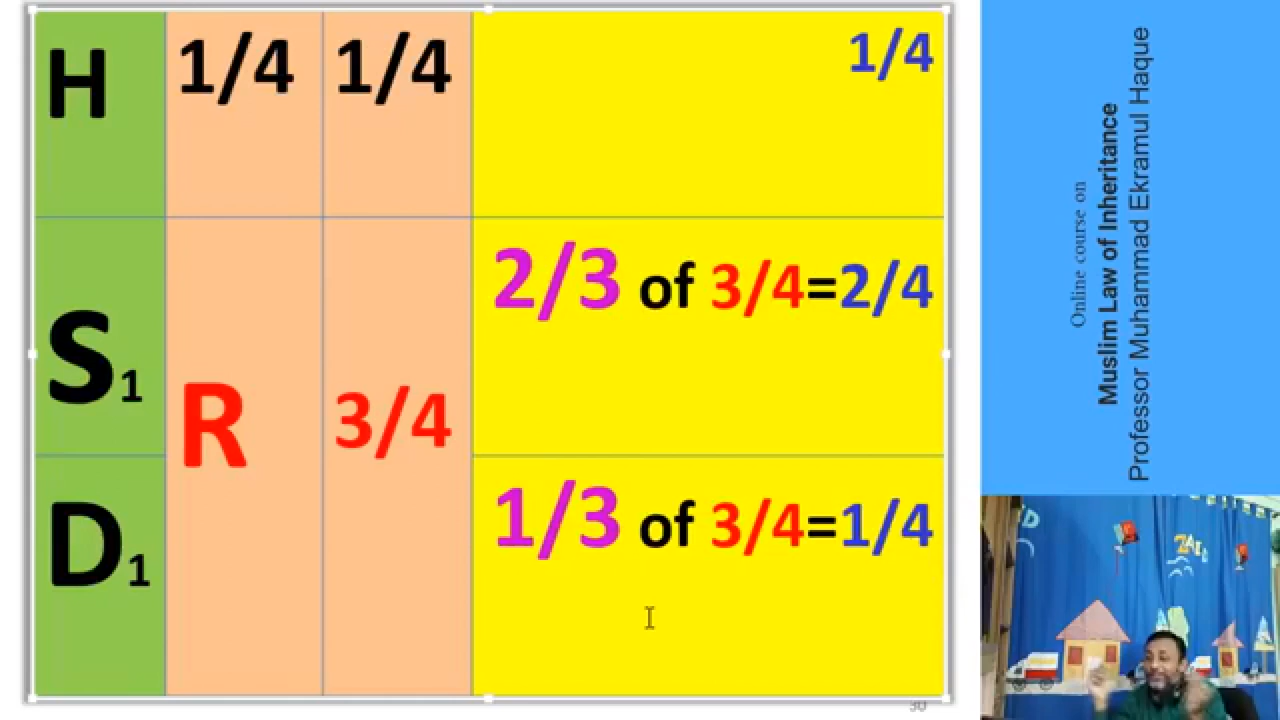 H 1/4 1/4 1/4
S1 R 3/4 2/3 of 3/4=2/4
D1 1/3 of 3/4=1/4
30
Online course on
Muslim Law of Inheritance
Professor Muhammad Ekramul Haque